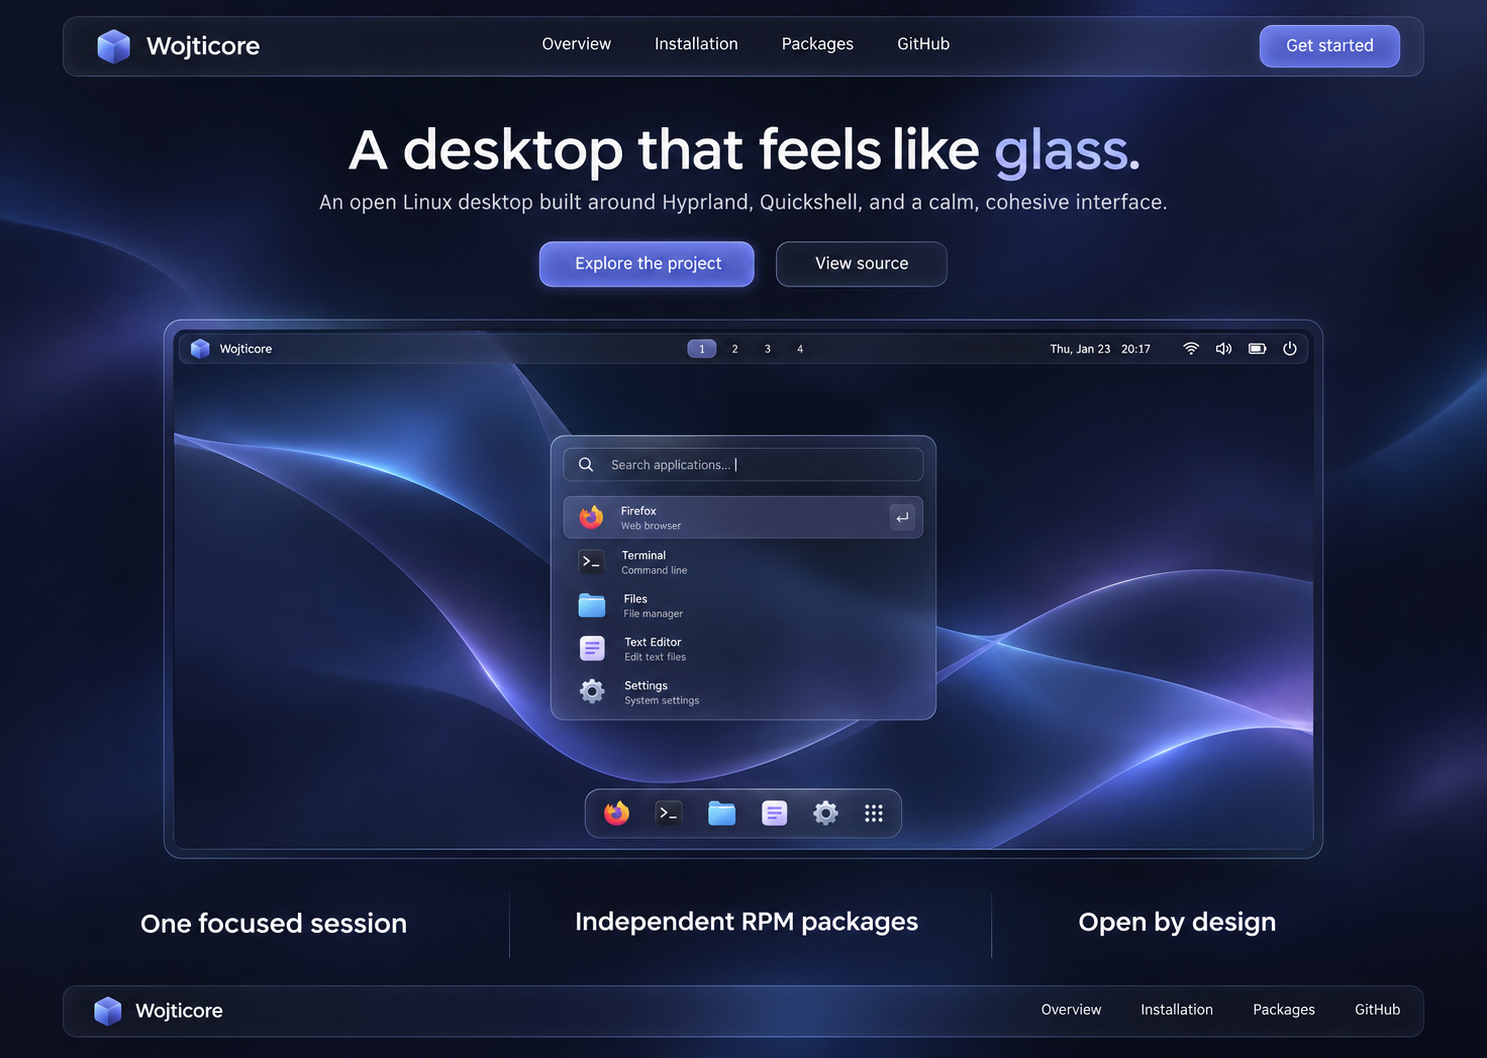 Wojticore
Overview Installation Packages GitHub
Get started
A desktop that feels like glass.
An open Linux desktop built around Hyprland, Quickshell, and a calm, cohesive interface.
Explore the project
View source
Wojticore
1 2 3 4
Thu, Jan 23 20:17
Search applications...
Firefox
Web browser
Terminal
Command line
Files
File manager
Text Editor
Edit text files
Settings
System settings
One focused session
Independent RPM packages
Open by design
Wojticore
Overview Installation Packages GitHub